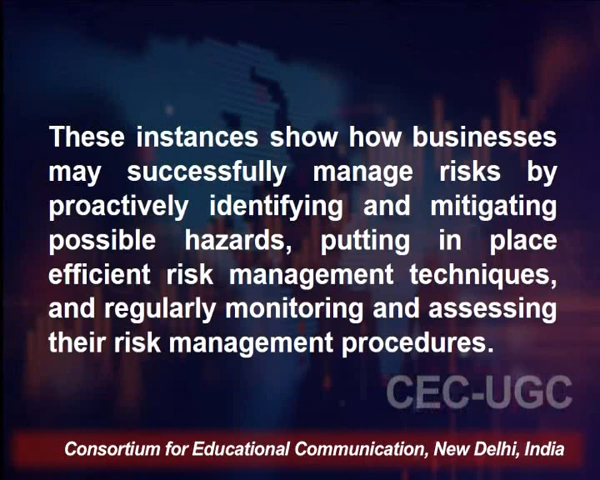 These instances show how businesses
may successfully manage risks by
proactively identifying and mitigating
possible hazards, putting in place
efficient risk management techniques,
and regularly monitoring and assessing
their risk management procedures.
CEC-UGC
Consortium for Educational Communication, New Delhi, India